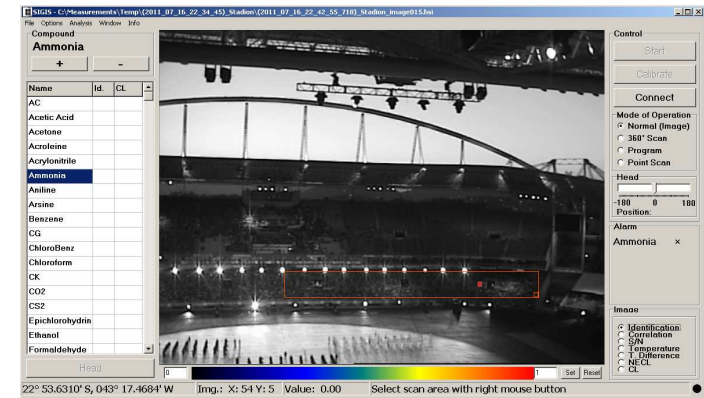 SIGIS - C:\Measurements\Temp\{2011_07_16_22_34_45}_Stadion\{2011_07_16_22_42_55_718}_Stadion_image015.hsi
File Options Analysis Window Info
Compound
Ammonia
+ -
Name Id. CL
AC
Acetic Acid
Acetone
Acroleine
Acrylonitrile
Ammonia
Aniline
Arsine
Benzene
CG
ChloroBenz
Chloroform
CK
CO2
CS2
Epichlorohydrin
Ethanol
Formaldehyde
Head
0 1 Set Reset
Control
Start
Calibrate
Connect
Mode of Operation
Normal (Image)
360° Scan
Program
Point Scan
Head
-180 0 180
Position:
Alarm
Ammonia ×
Image
Identification
Correlation
S/N
Temperature
T. Difference
NECL
CL
22° 53.6310' S, 043° 17.4684' W Img.: X: 54 Y: 5 Value: 0.00 Select scan area with right mouse button